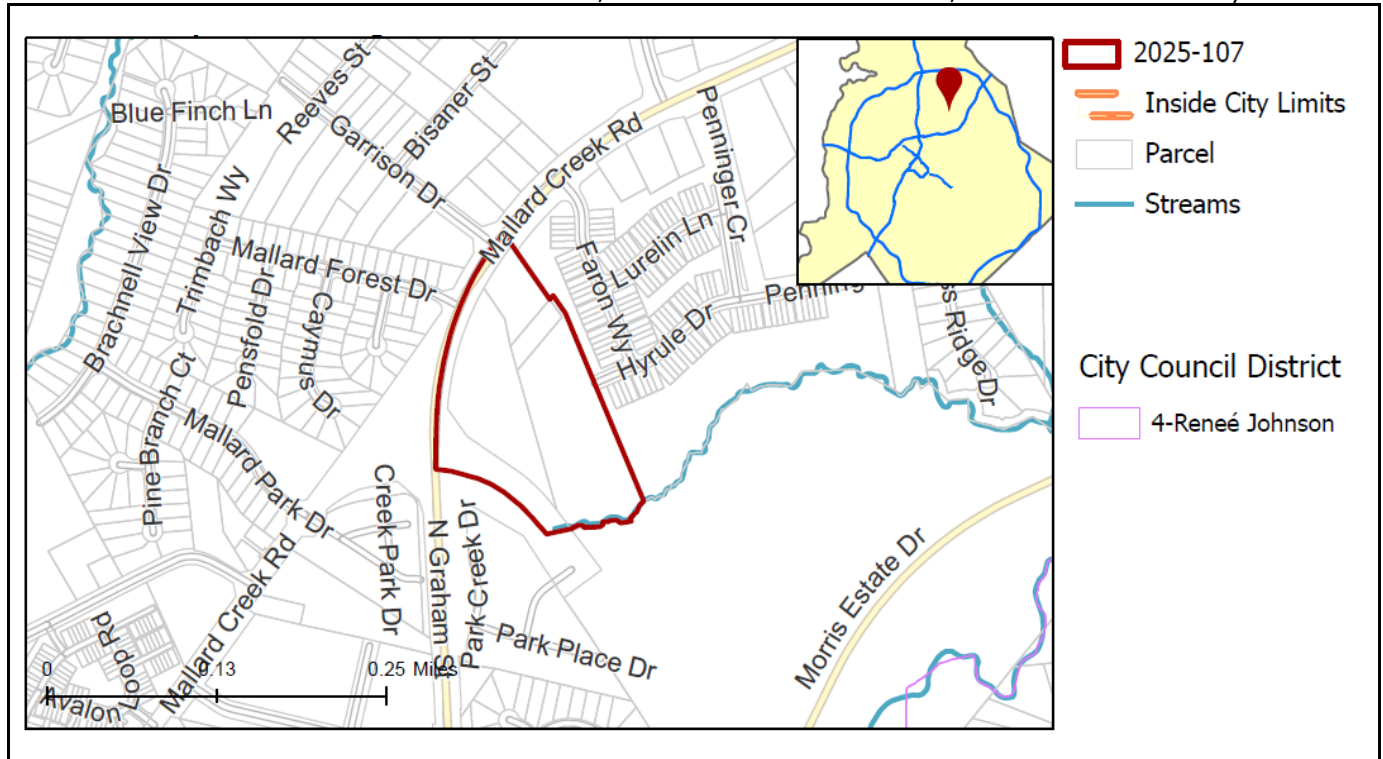 Blue Finch Ln
Reeves St
Bisaner St
Garrison Dr
Mallard Creek Rd
Penninger Cr
Brachnell View Dr
Trimbach Wy
Mallard Forest Dr
Pensfold Dr
Caymus Dr
Faron Wy
Lurelin Ln
Hyrule Dr
Penning
ss Ridge Dr
Pine Branch Ct
Mallard Park Dr
Creek Park Dr
N Graham St
Park Creek Dr
Park Place Dr
Morris Estate Dr
Mallard Creek Rd
Loop Rd
Avalon
0 0.13 0.25 Miles
2025-107
Inside City Limits
Parcel
Streams
City Council District
4-Reneé Johnson